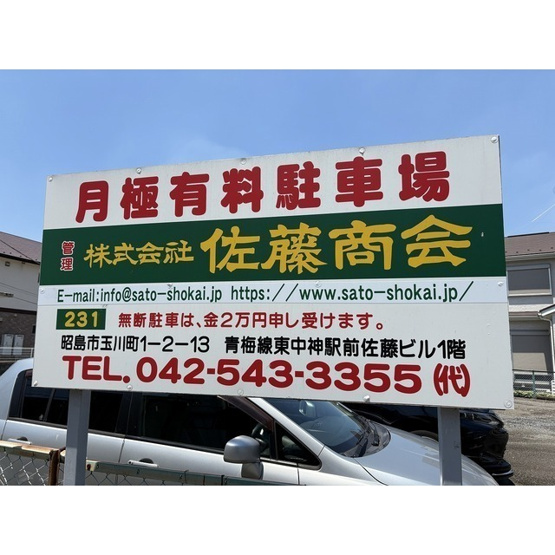 月極有料駐車場
管理 株式会社 佐藤商会
E-mail:info@sato-shokai.jp https://www.sato-shokai.jp/
231 無断駐車は、金2万円申し受けます。
昭島市玉川町1-2-13 青梅線東中神駅前佐藤ビル1階
TEL.042-543-3355㈹